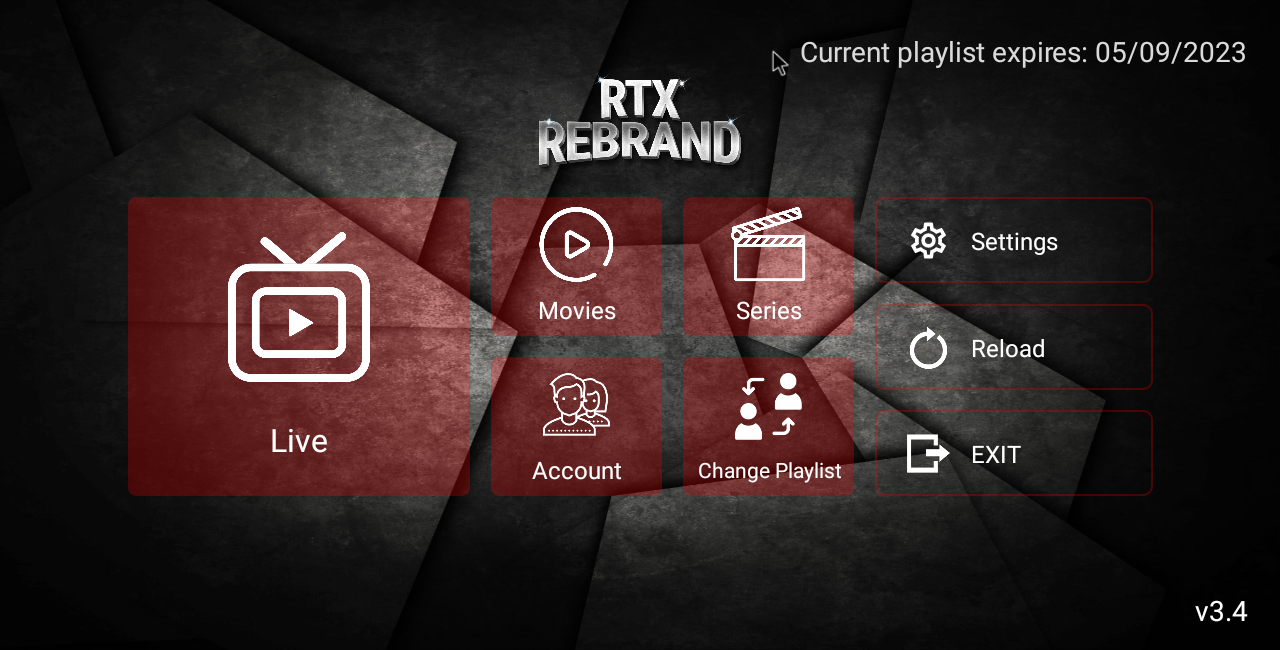 Current playlist expires: 05/09/2023
RTX
REBRAND
Live
Movies
Series
Account
Change Playlist
Settings
Reload
EXIT
v3.4